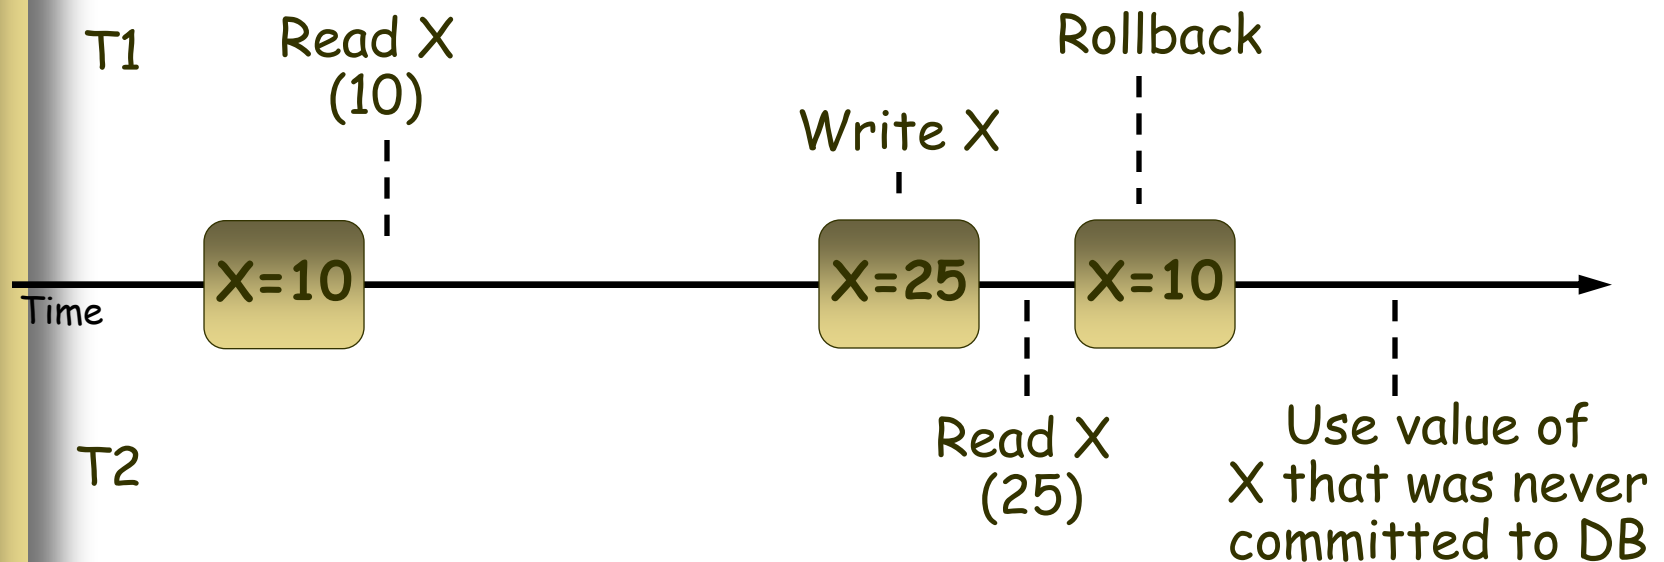 T1
Read X
(10)
Write X
Rollback
X=10
X=25
X=10
Time
T2
Read X
(25)
Use value of
X that was never
committed to DB